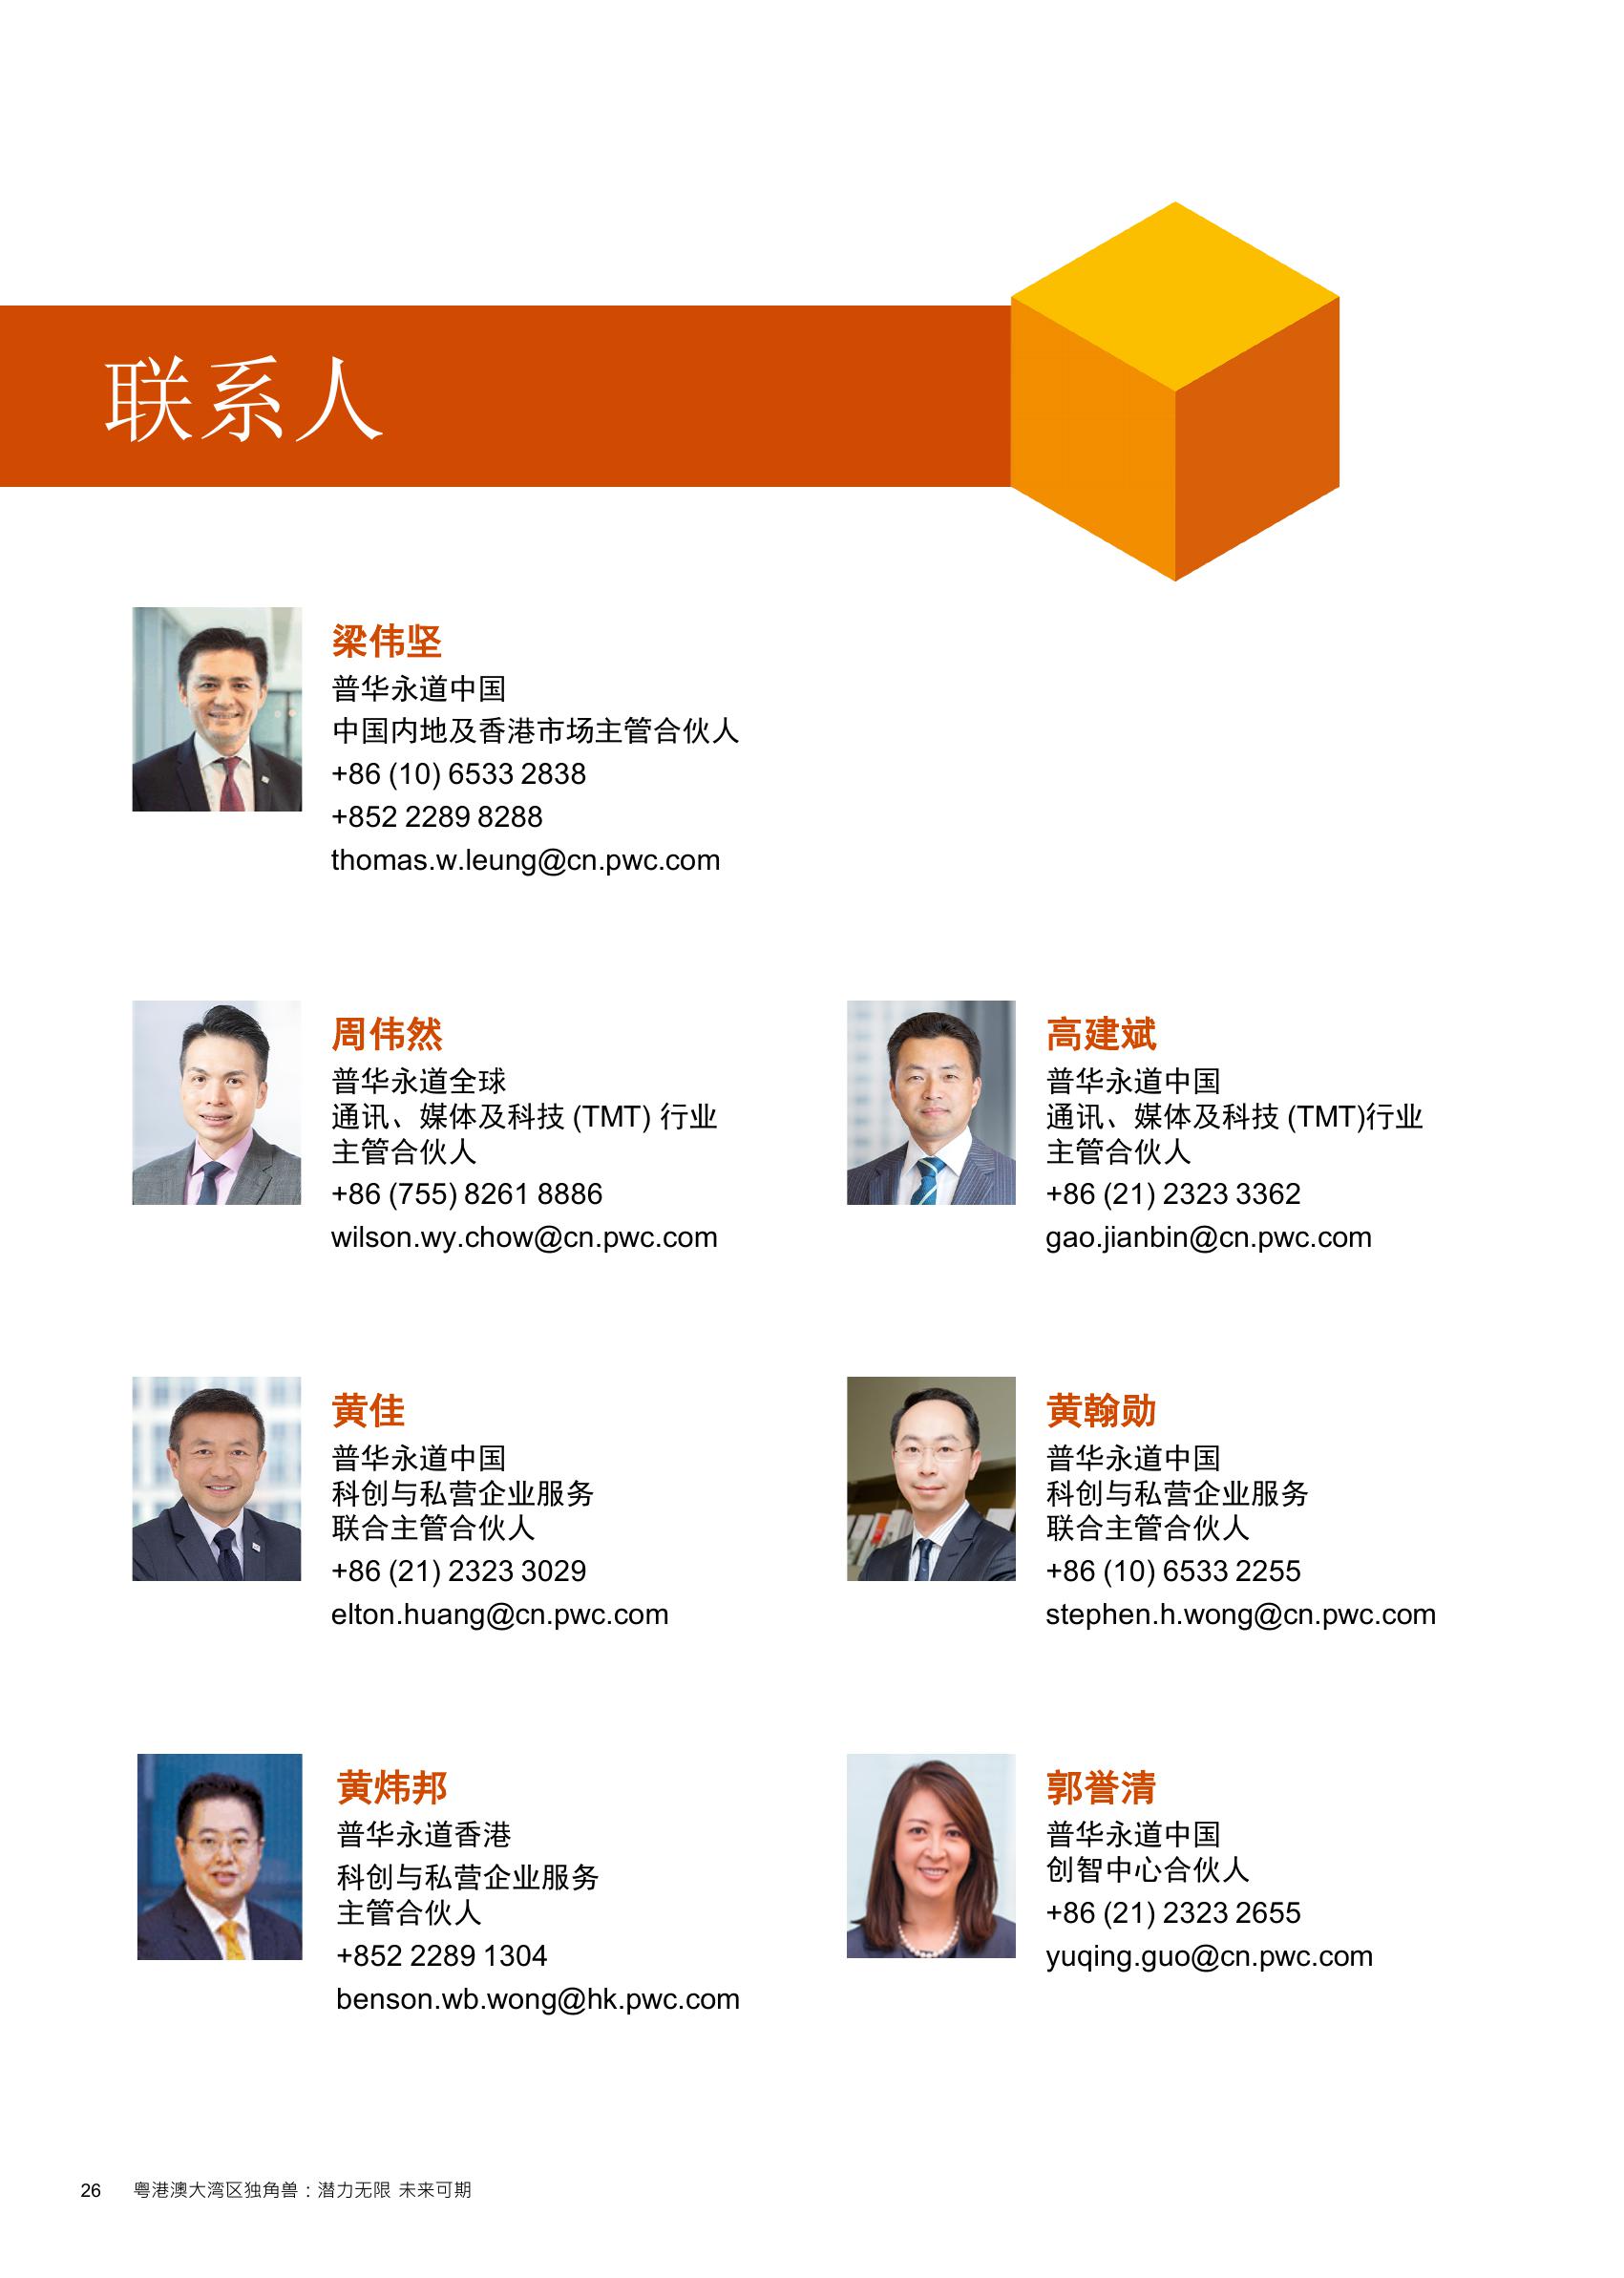 联系人
梁伟坚
普华永道中国
中国内地及香港市场主管合伙人
+86 (10) 6533 2838
+852 2289 8288
thomas.w.leung@cn.pwc.com
周伟然
普华永道全球
通讯、媒体及科技 (TMT) 行业
主管合伙人
+86 (755) 8261 8886
wilson.wy.chow@cn.pwc.com
高建斌
普华永道中国
通讯、媒体及科技 (TMT)行业
主管合伙人
+86 (21) 2323 3362
gao.jianbin@cn.pwc.com
黄佳
普华永道中国
科创与私营企业服务
联合主管合伙人
+86 (21) 2323 3029
elton.huang@cn.pwc.com
黄翰勋
普华永道中国
科创与私营企业服务
联合主管合伙人
+86 (10) 6533 2255
stephen.h.wong@cn.pwc.com
黄炜邦
普华永道香港
科创与私营企业服务
主管合伙人
+852 2289 1304
benson.wb.wong@hk.pwc.com
郭誉清
普华永道中国
创智中心合伙人
+86 (21) 2323 2655
yuqing.guo@cn.pwc.com
26 粤港澳大湾区独角兽：潜力无限 未来可期